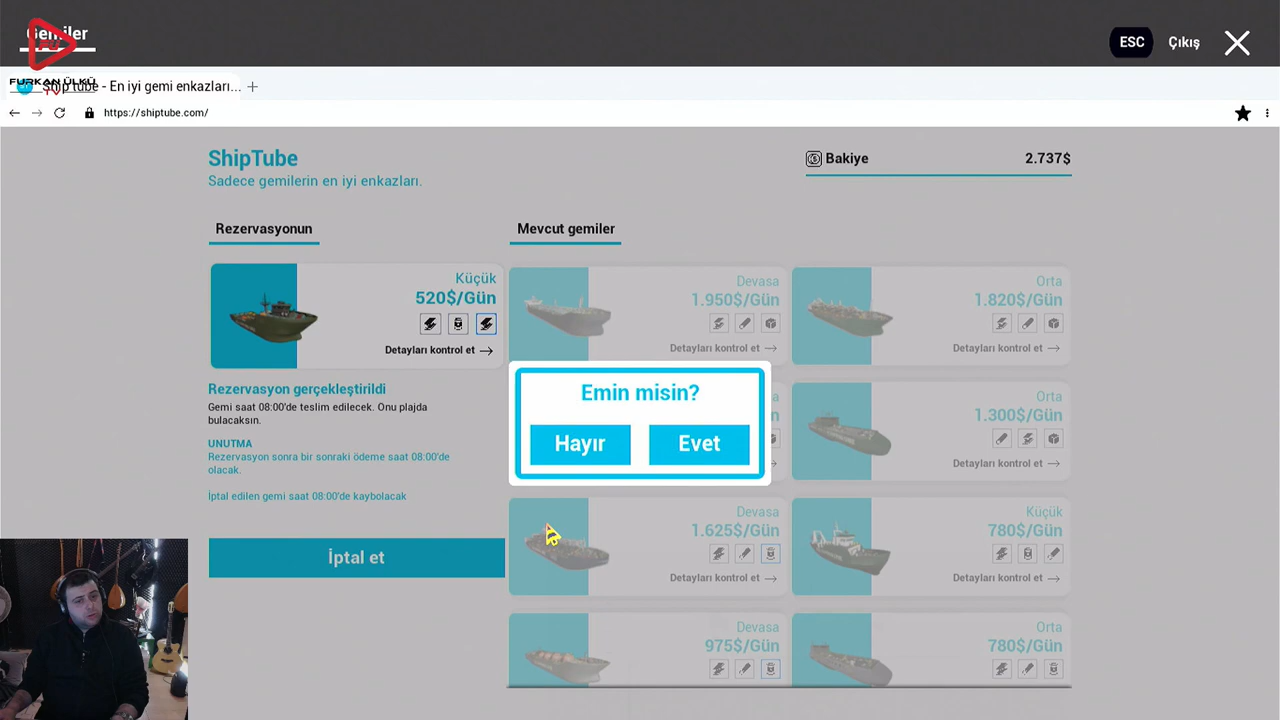 Gemiler
ESC
Çıkış
FURKAN ÜLKÜ
TV
Ship tube - En iyi gemi enkazları...
https://shiptube.com/
ShipTube
Sadece gemilerin en iyi enkazları.
Bakiye
2.737$
Rezervasyonun
Mevcut gemiler
Küçük
520$/Gün
Detayları kontrol et
Rezervasyon gerçekleştirildi
Gemi saat 08:00'de teslim edilecek. Onu plajda
bulacaksın.
UNUTMA
Rezervasyon sonra bir sonraki ödeme saat 08:00'de
olacak.
İptal edilen gemi saat 08:00'de kaybolacak
İptal et
Devasa
1.950$/Gün
Detayları kontrol et
Orta
1.820$/Gün
Detayları kontrol et
Emin misin?
Hayır
Evet
Orta
1.300$/Gün
Detayları kontrol et
Devasa
1.625$/Gün
Detayları kontrol et
Küçük
780$/Gün
Detayları kontrol et
Devasa
975$/Gün
Orta
780$/Gün